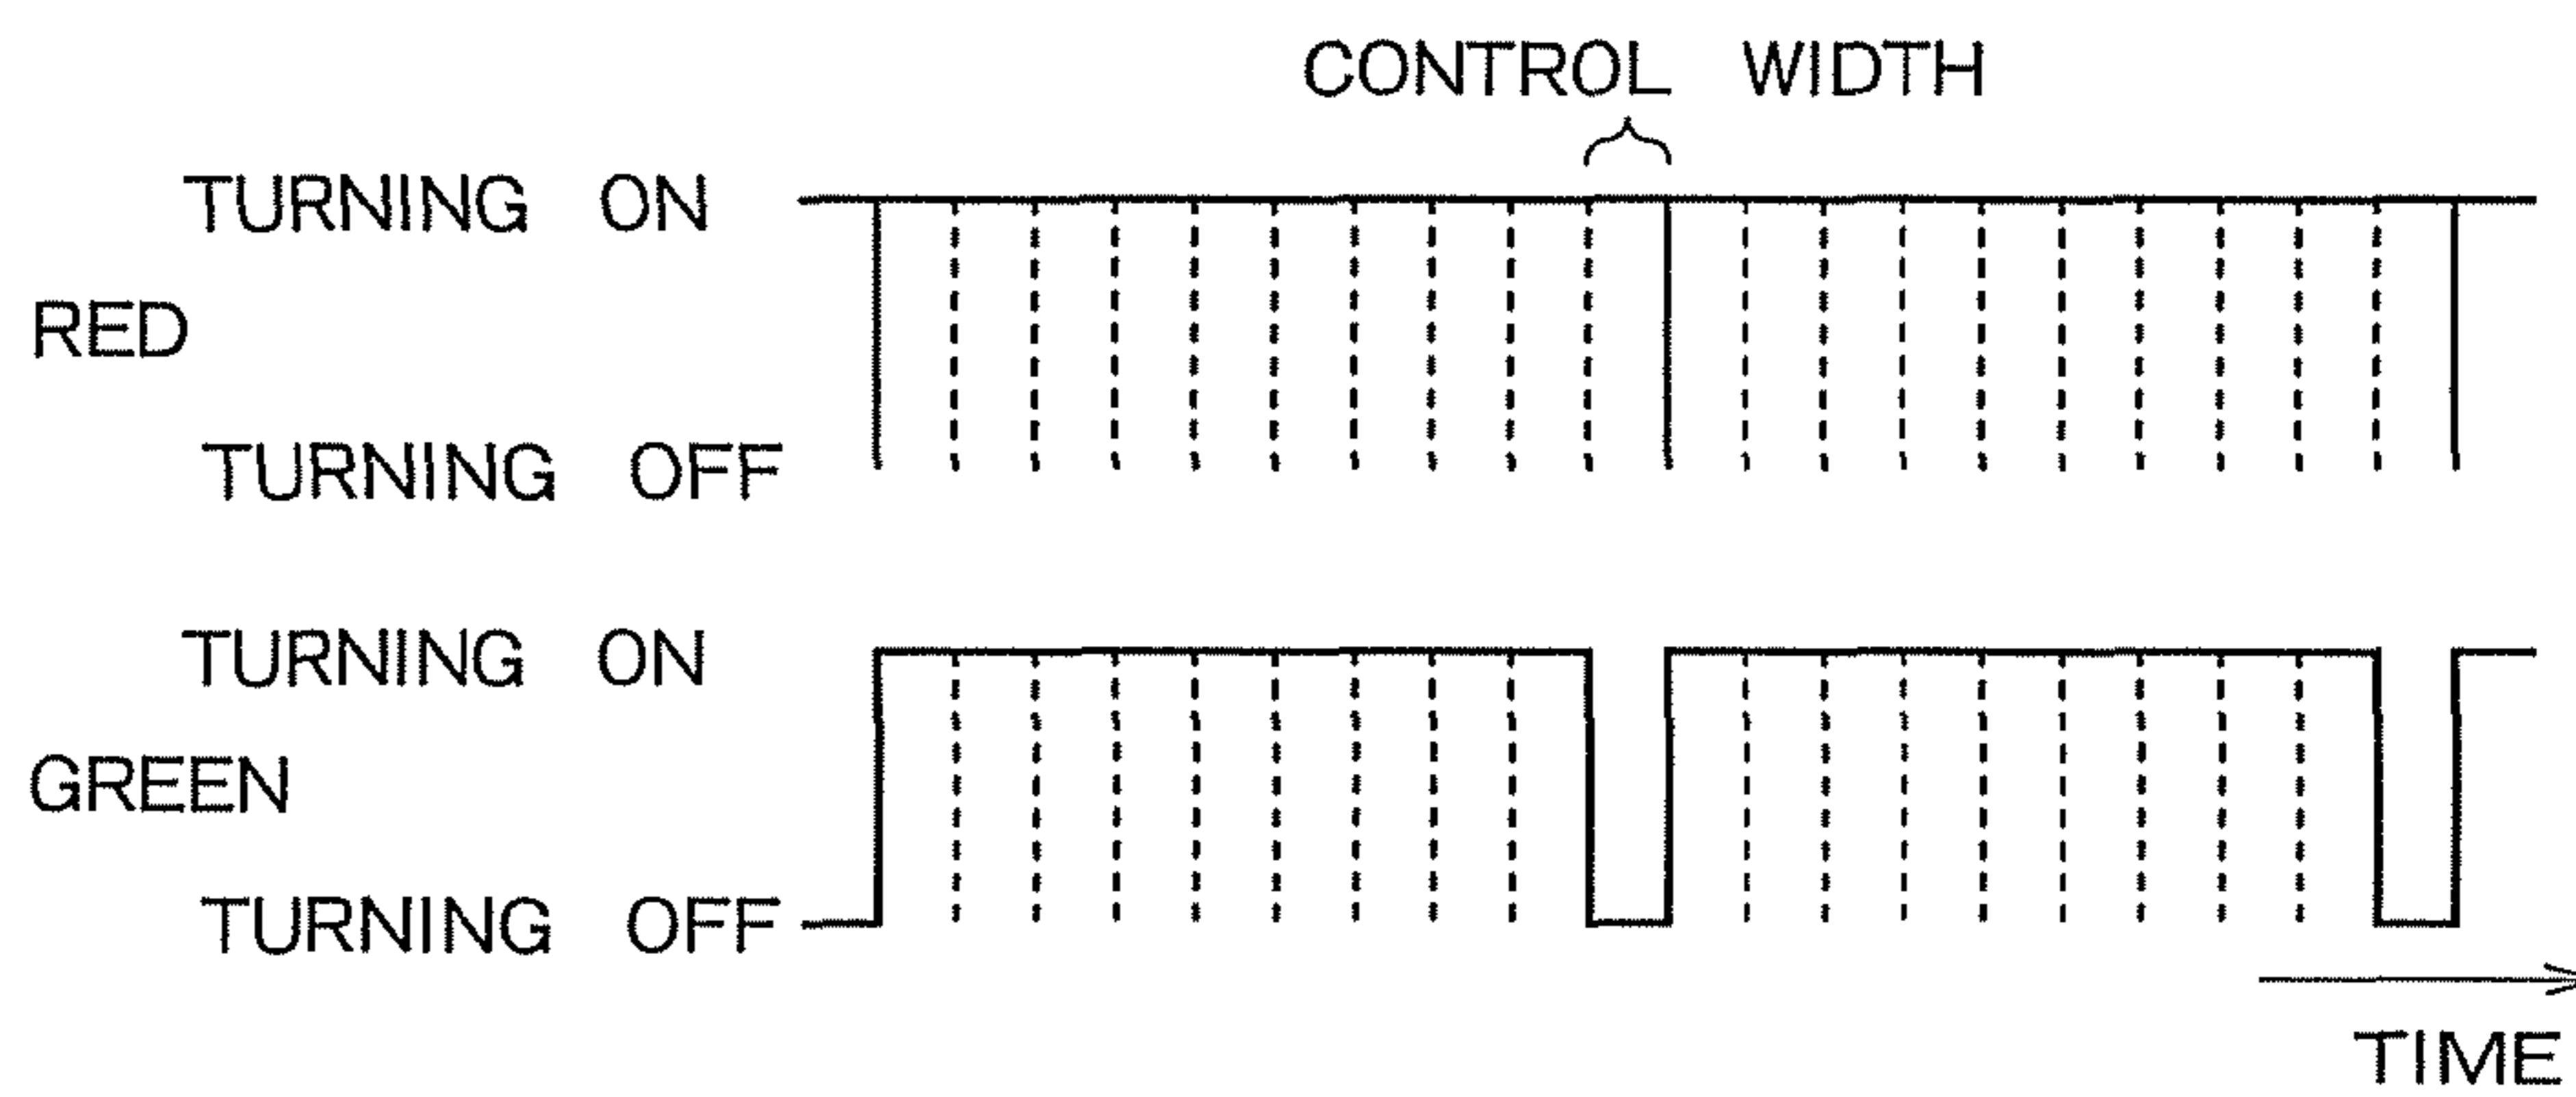 CONTROL WIDTH
TURNING ON
RED
TURNING OFF
TURNING ON
GREEN
TURNING OFF
TIME